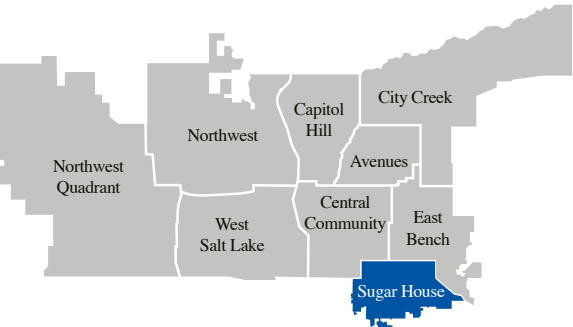 City Creek
Capitol
Hill
Northwest
Avenues
Northwest
Quadrant
Central
Community
West
Salt Lake
East
Bench
Sugar House